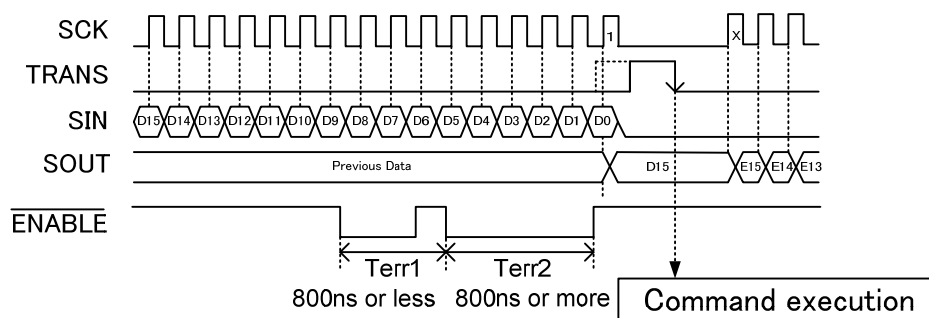 SCK 1 X
TRANS
SIN D15 D14 D13 D12 D11 D10 D9 D8 D7 D6 D5 D4 D3 D2 D1 D0
SOUT Previous Data D15 E15 E14 E13
ENABLE
Terr1 Terr2
800ns or less 800ns or more
Command execution